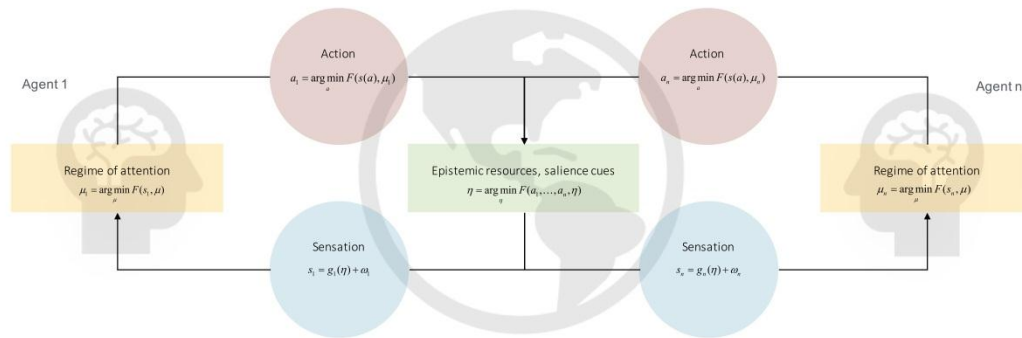 Action
a₁ = arg min F(s(a), μ₁)
a
Action
aₙ = arg min F(s(a), μₙ)
a
Agent 1
Agent n
Regime of attention
μ₁ = arg min F(s₁, μ)
μ
Epistemic resources, salience cues
η = arg min F(a₁,…,aₙ,η)
η
Regime of attention
μₙ = arg min F(sₙ, μ)
μ
Sensation
s₁ = g₁(η) + ω₁
Sensation
sₙ = gₙ(η) + ωₙ